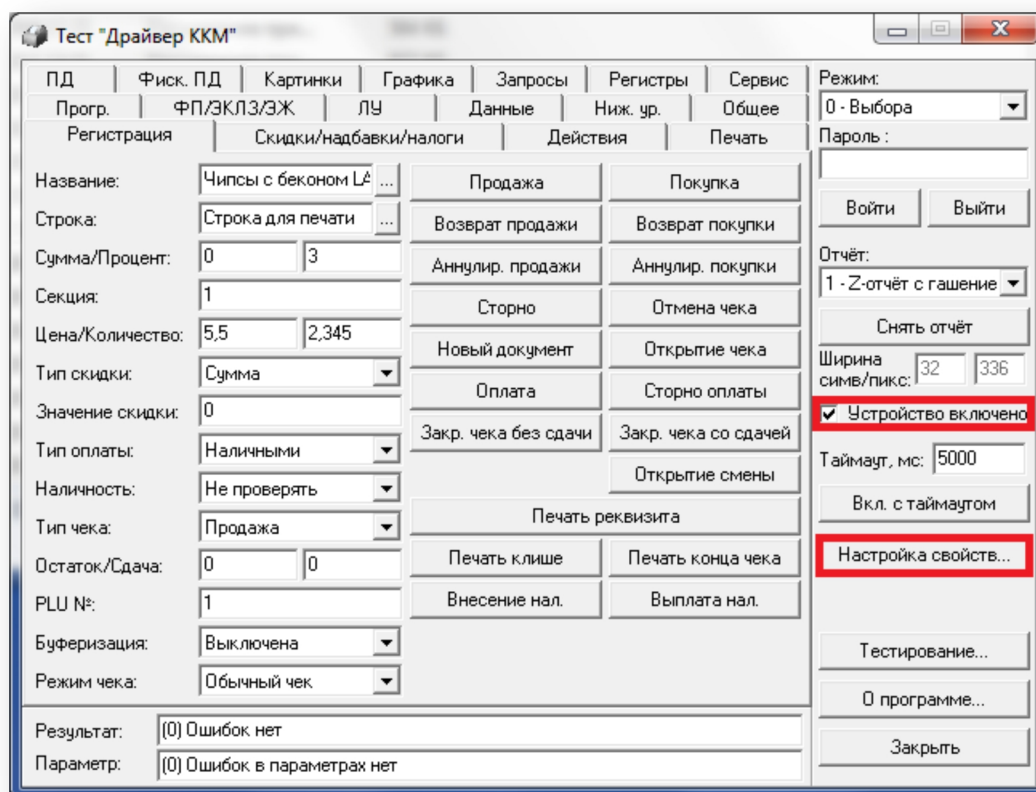 Тест "Драйвер ККМ"
ПД Фиск. ПД Картинки Графика Запросы Регистры Сервис
Прогр. ФП/ЭКЛЗ/ЭЖ ЛУ Данные Ниж. ур. Общее
Регистрация Скидки/надбавки/налоги Действия Печать
Название: Чипсы с беконом LA ...
Строка: Строка для печати ...
Сумма/Процент: 0 3
Секция: 1
Цена/Количество: 5,5 2,345
Тип скидки: Сумма
Значение скидки: 0
Тип оплаты: Наличными
Наличность: Не проверять
Тип чека: Продажа
Остаток/Сдача: 0 0
PLU №: 1
Буферизация: Выключена
Режим чека: Обычный чек
Продажа Покупка
Возврат продажи Возврат покупки
Аннулир. продажи Аннулир. покупки
Сторно Отмена чека
Новый документ Открытие чека
Оплата Сторно оплаты
Закр. чека без сдачи Закр. чека со сдачей
Открытие смены
Печать реквизита
Печать клише Печать конца чека
Внесение нал. Выплата нал.
Режим:
0 - Выбора
Пароль :
Войти Выйти
Отчёт:
1 - Z-отчёт с гашение
Снять отчёт
Ширина
симв/пикс: 32 336
Устройство включено
Таймаут, мс: 5000
Вкл. с таймаутом
Настройка свойств...
Тестирование...
О программе...
Закрыть
Результат: (0) Ошибок нет
Параметр: (0) Ошибок в параметрах нет